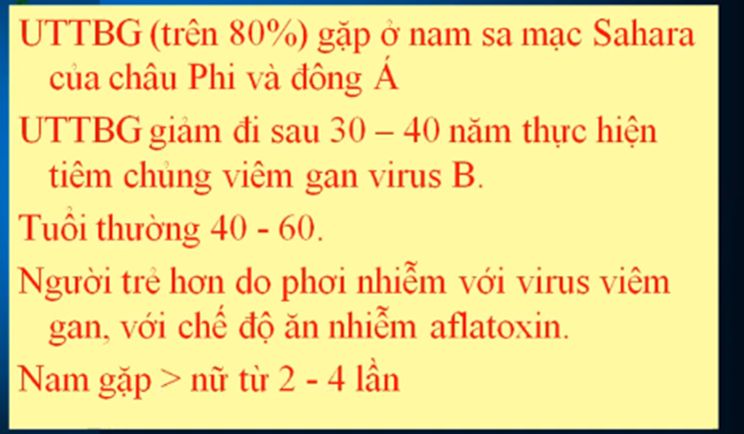 UTTBG (trên 80%) gặp ở nam sa mạc Sahara
của châu Phi và đông Á
UTTBG giảm đi sau 30 – 40 năm thực hiện
tiêm chủng viêm gan virus B.
Tuổi thường 40 - 60.
Người trẻ hơn do phơi nhiễm với virus viêm
gan, với chế độ ăn nhiễm aflatoxin.
Nam gặp > nữ từ 2 - 4 lần